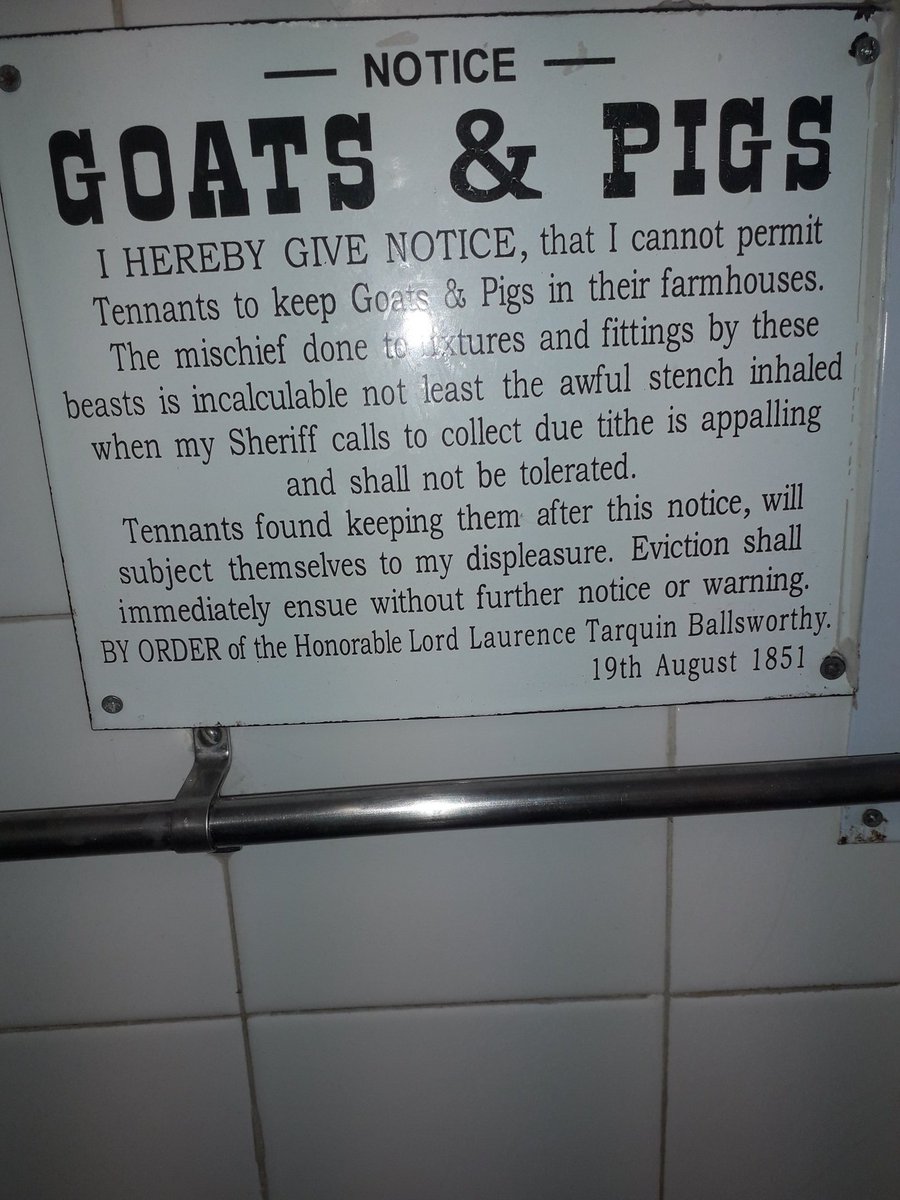 NOTICE
GOATS & PIGS
I HEREBY GIVE NOTICE, that I cannot permit
Tennants to keep Goats & Pigs in their farmhouses.
The mischief done to fixtures and fittings by these
beasts is incalculable not least the awful stench inhaled
when my Sheriff calls to collect due tithe is appalling
and shall not be tolerated.
Tennants found keeping them after this notice, will
subject themselves to my displeasure. Eviction shall
immediately ensue without further notice or warning.
BY ORDER of the Honorable Lord Laurence Tarquin Ballsworthy.
19th August 1851